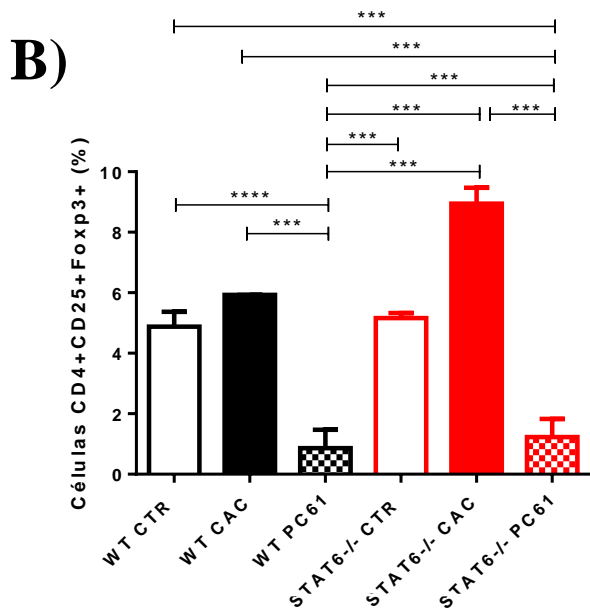 B)
***
***
***
*** ***
***
***
****
***
Células CD4+CD25+Foxp3+ (%)
10
8
6
4
2
0
WT CTR
WT CAC
WT PC61
STAT6-/- CTR
STAT6-/- CAC
STAT6-/- PC61